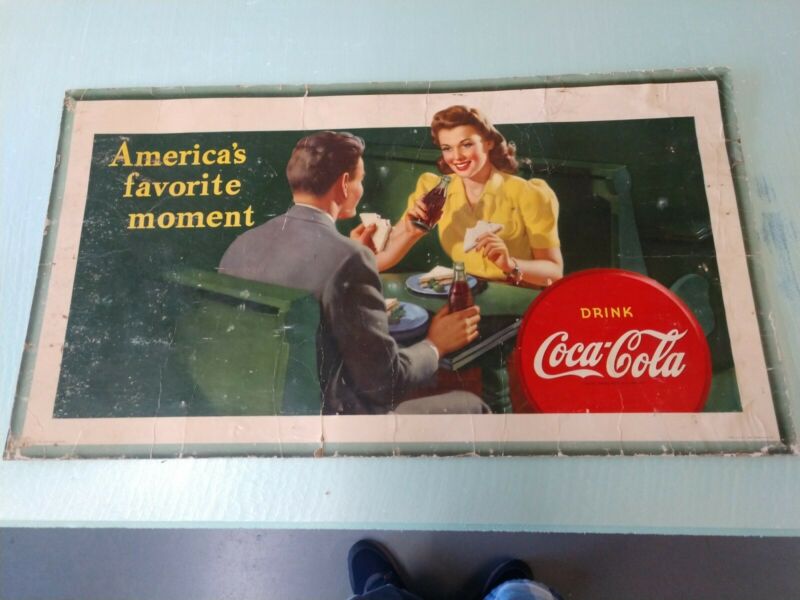 America's
favorite
moment
DRINK
Coca-Cola